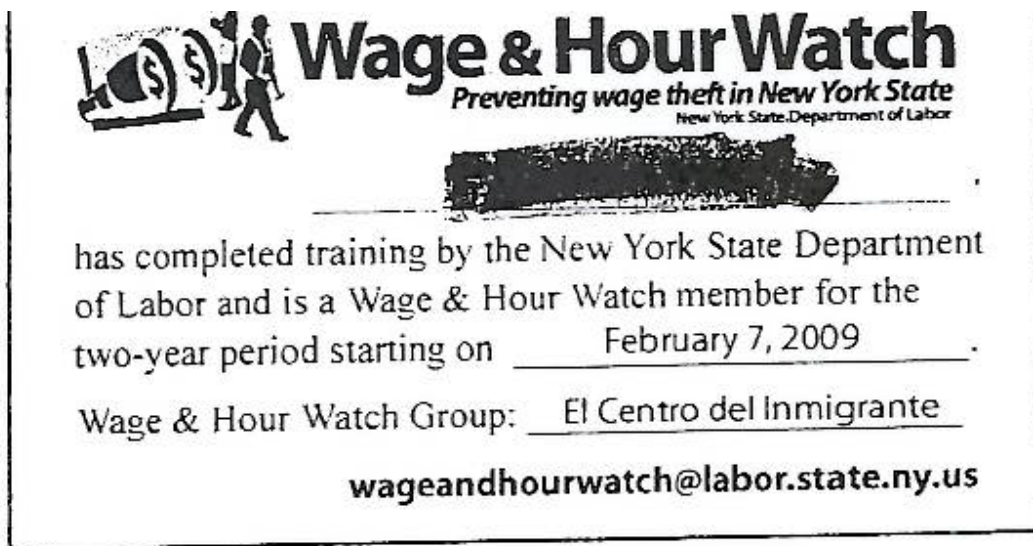 $ $
Wage & Hour Watch
Preventing wage theft in New York State
New York State Department of Labor
has completed training by the New York State Department
of Labor and is a Wage & Hour Watch member for the
two-year period starting on February 7, 2009.
Wage & Hour Watch Group: El Centro del Inmigrante
wageandhourwatch@labor.state.ny.us